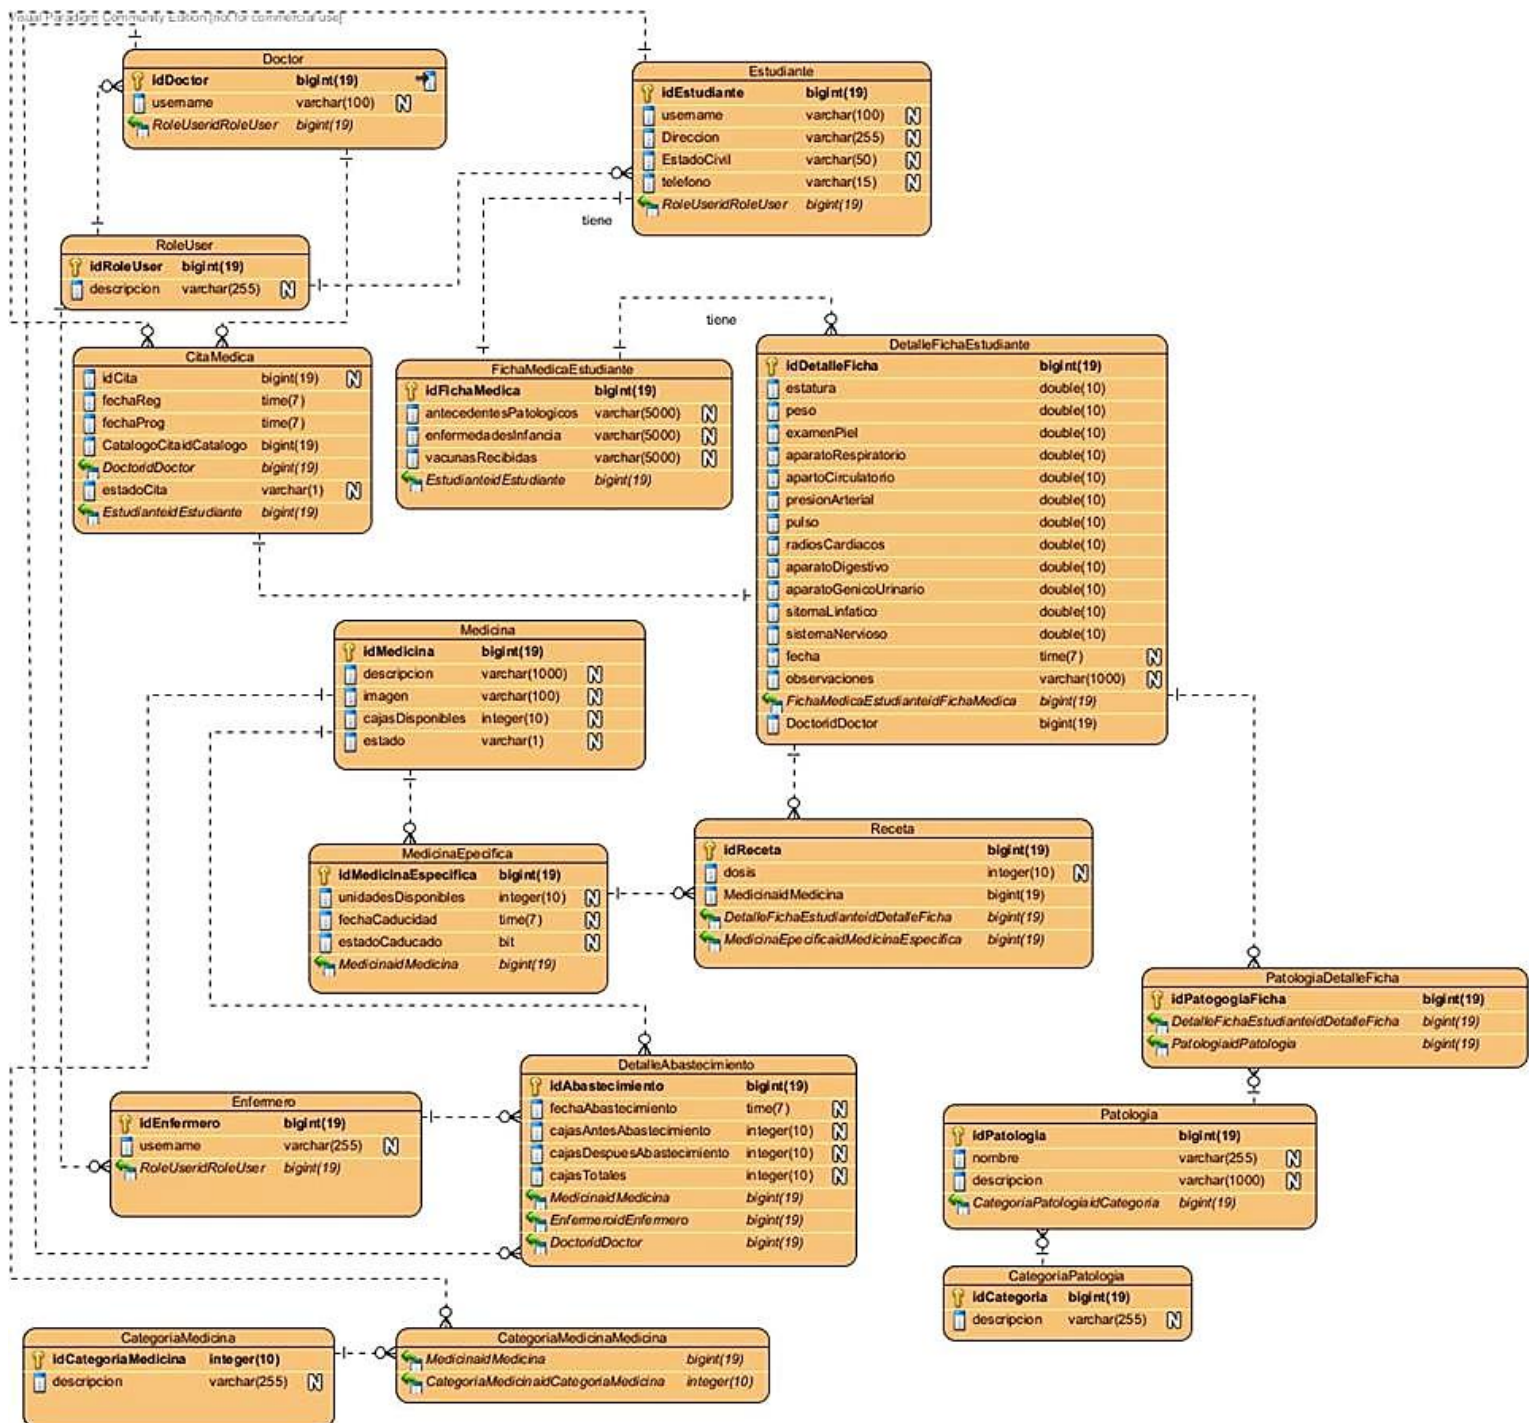 Visual Paradigm Community Edition [not for commercial use]
Doctor
idDoctor bigint(19)
username varchar(100) N
RoleUseridRoleUser bigint(19)
Estudiante
idEstudiante bigint(19)
username varchar(100) N
Direccion varchar(255) N
EstadoCivil varchar(50) N
telefono varchar(15) N
RoleUseridRoleUser bigint(19)
tiene
RoleUser
idRoleUser bigint(19)
descripcion varchar(255) N
tiene
CitaMedica
idCita bigint(19) N
fechaReg time(7)
fechaProg time(7)
CatalogoCitaidCatalogo bigint(19)
DoctoridDoctor bigint(19)
estadoCita varchar(1) N
EstudianteidEstudiante bigint(19)
FichaMedicaEstudiante
idFichaMedica bigint(19)
antecedentesPatologicos varchar(5000) N
enfermedadesInfancia varchar(5000) N
vacunasRecibidas varchar(5000) N
EstudianteidEstudiante bigint(19)
DetalleFichaEstudiante
idDetalleFicha bigint(19)
estatura double(10)
peso double(10)
examenPiel double(10)
aparatoRespiratorio double(10)
apartoCirculatorio double(10)
presionArterial double(10)
pulso double(10)
radiosCardiacos double(10)
aparatoDigestivo double(10)
aparatoGenicoUrinario double(10)
sitemaLinfatico double(10)
sistemaNervioso double(10)
fecha time(7) N
observaciones varchar(1000) N
FichaMedicaEstudianteidFichaMedica bigint(19)
DoctoridDoctor bigint(19)
Medicina
idMedicina bigint(19)
descripcion varchar(1000) N
imagen varchar(100) N
cajasDisponibles integer(10) N
estado varchar(1) N
MedicinaEpecifica
idMedicinaEspecifica bigint(19)
unidadesDisponibles integer(10) N
fechaCaducidad time(7) N
estadoCaducado bit N
MedicinaidMedicina bigint(19)
Receta
idReceta bigint(19)
dosis integer(10) N
MedicinaidMedicina bigint(19)
DetalleFichaEstudianteidDetalleFicha bigint(19)
MedicinaEpecificaidMedicinaEspecifica bigint(19)
PatologiaDetalleFicha
idPatogogiaFicha bigint(19)
DetalleFichaEstudianteidDetalleFicha bigint(19)
PatologiaidPatologia bigint(19)
DetalleAbastecimiento
idAbastecimiento bigint(19)
fechaAbastecimiento time(7) N
cajasAntesAbastecimiento integer(10) N
cajasDespuesAbastecimiento integer(10) N
cajasTotales integer(10) N
MedicinaidMedicina bigint(19)
EnfermeroidEnfermero bigint(19)
DoctoridDoctor bigint(19)
Enfermero
idEnfermero bigint(19)
username varchar(255) N
RoleUseridRoleUser bigint(19)
Patologia
idPatologia bigint(19)
nombre varchar(255) N
descripcion varchar(1000) N
CategoriaPatologiaidCategoria bigint(19)
CategoriaPatologia
idCategoria bigint(19)
descripcion varchar(255) N
CategoriaMedicina
idCategoriaMedicina integer(10)
descripcion varchar(255) N
CategoriaMedicinaMedicina
MedicinaidMedicina bigint(19)
CategoriaMedicinaidCategoriaMedicina integer(10)